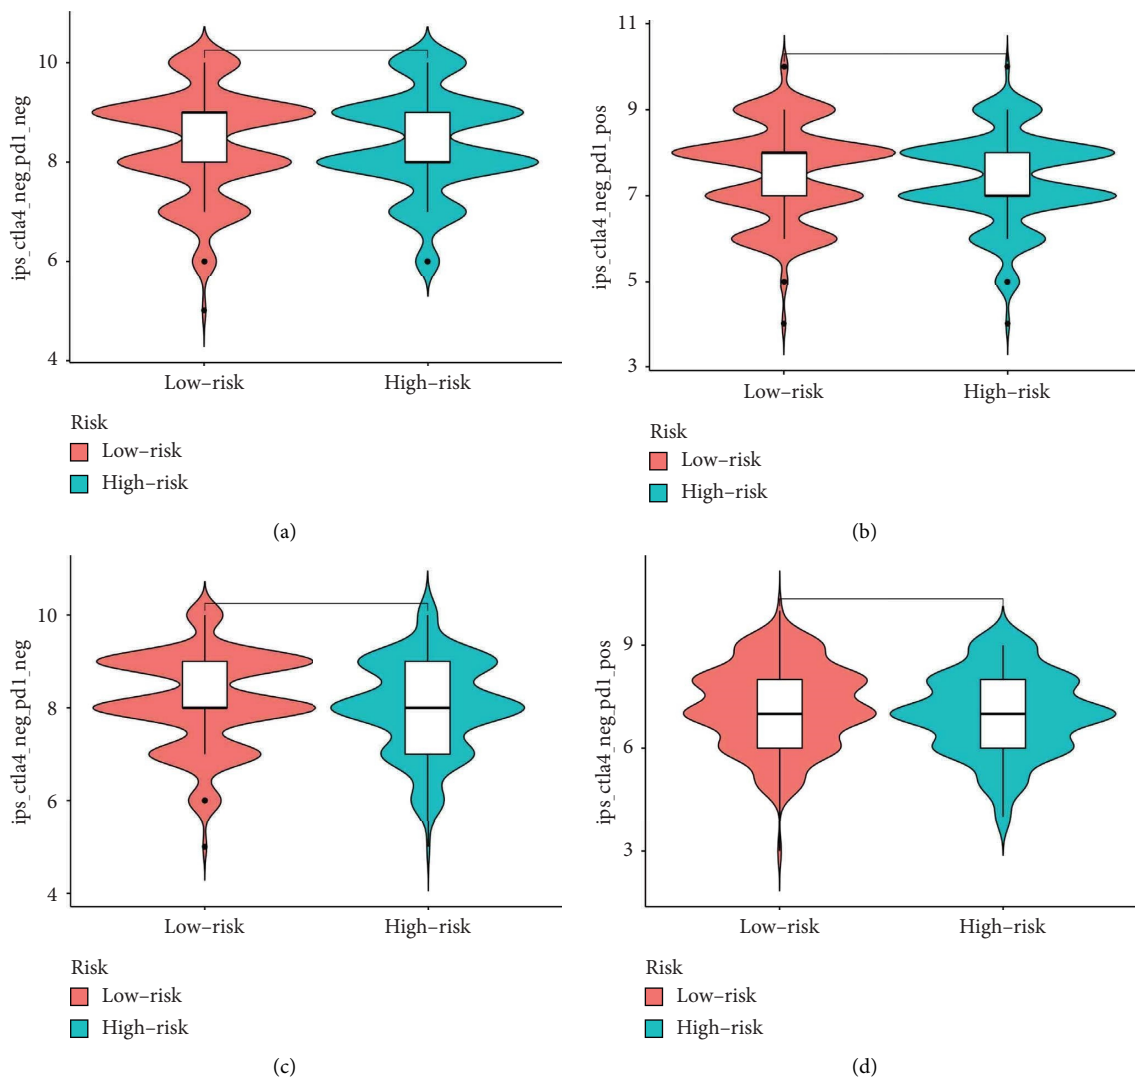 10
8
6
4
ips_ctla4_neg_pd1_neg
Low–risk
High–risk
Risk
Low–risk
High–risk
(a)
11
9
7
5
3
ips_ctla4_neg_pd1_pos
Low–risk
High–risk
Risk
Low–risk
High–risk
(b)
10
8
6
4
ips_ctla4_neg_pd1_neg
Low–risk
High–risk
Risk
Low–risk
High–risk
(c)
9
6
3
ips_ctla4_neg_pd1_pos
Low–risk
High–risk
Risk
Low–risk
High–risk
(d)